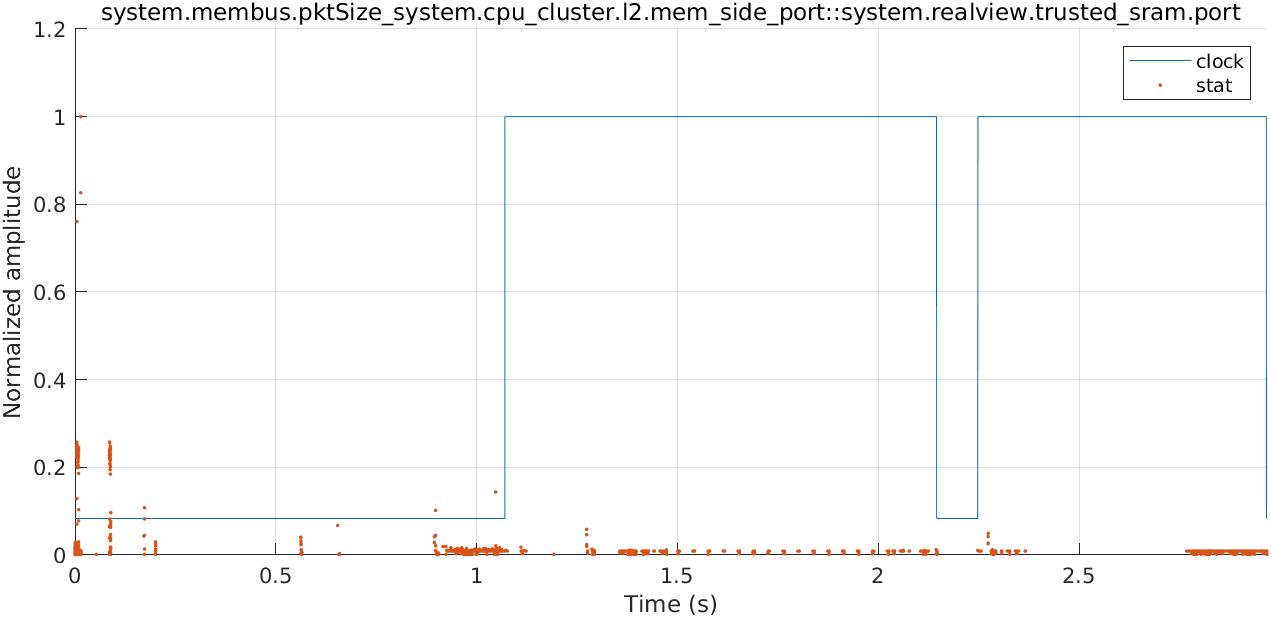 system.membus.pktSize_system.cpu_cluster.l2.mem_side_port::system.realview.trusted_sram.port
1.2
clock
stat
1
0.8
0.6
0.4
0.2
0
Normalized amplitude
0
0.5
1
1.5
2
2.5
Time (s)